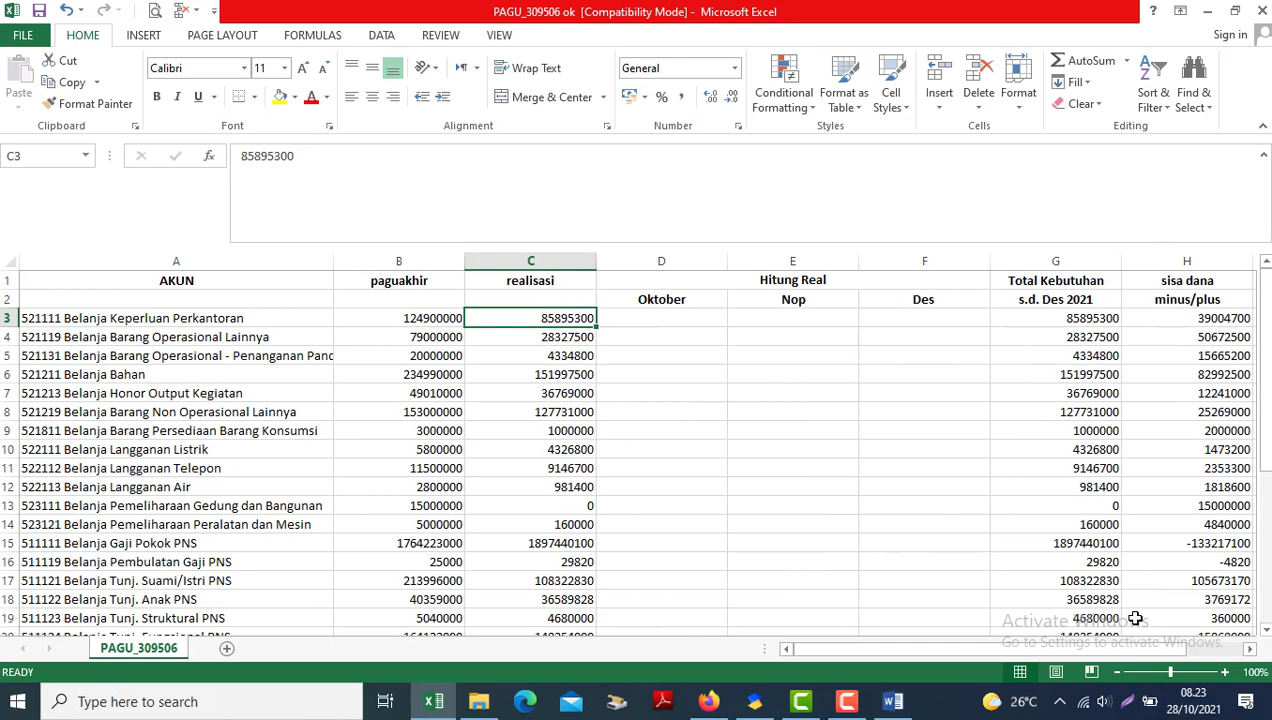 PAGU_309506 ok [Compatibility Mode] - Microsoft Excel
FILE HOME INSERT PAGE LAYOUT FORMULAS DATA REVIEW VIEW Sign in
Paste Cut Copy Format Painter Clipboard
Calibri 11 B I U A Font
Wrap Text Merge & Center Alignment
General % , Number
Conditional Formatting Format as Table Cell Styles Styles
Insert Delete Format Cells
AutoSum Fill Clear Sort & Filter Find & Select Editing
C3 fx 85895300
A B C D E F G H
1 AKUN paguakhir realisasi Hitung Real Total Kebutuhan sisa dana
2 Oktober Nop Des s.d. Des 2021 minus/plus
3 521111 Belanja Keperluan Perkantoran 124900000 85895300 85895300 39004700
4 521119 Belanja Barang Operasional Lainnya 79000000 28327500 28327500 50672500
5 521131 Belanja Barang Operasional - Penanganan Panc 20000000 4334800 4334800 15665200
6 521211 Belanja Bahan 234990000 151997500 151997500 82992500
7 521213 Belanja Honor Output Kegiatan 49010000 36769000 36769000 12241000
8 521219 Belanja Barang Non Operasional Lainnya 153000000 127731000 127731000 25269000
9 521811 Belanja Barang Persediaan Barang Konsumsi 3000000 1000000 1000000 2000000
10 522111 Belanja Langganan Listrik 5800000 4326800 4326800 1473200
11 522112 Belanja Langganan Telepon 11500000 9146700 9146700 2353300
12 522113 Belanja Langganan Air 2800000 981400 981400 1818600
13 523111 Belanja Pemeliharaan Gedung dan Bangunan 15000000 0 0 15000000
14 523121 Belanja Pemeliharaan Peralatan dan Mesin 5000000 160000 160000 4840000
15 511111 Belanja Gaji Pokok PNS 1764223000 1897440100 1897440100 -133217100
16 511119 Belanja Pembulatan Gaji PNS 25000 29820 29820 -4820
17 511121 Belanja Tunj. Suami/Istri PNS 213996000 108322830 108322830 105673170
18 511122 Belanja Tunj. Anak PNS 40359000 36589828 36589828 3769172
19 511123 Belanja Tunj. Struktural PNS 5040000 4680000 4680000 360000
Activate Windows
Go to Settings to activate Windows.
PAGU_309506
READY 100%
Type here to search 26°C 08.23
28/10/2021